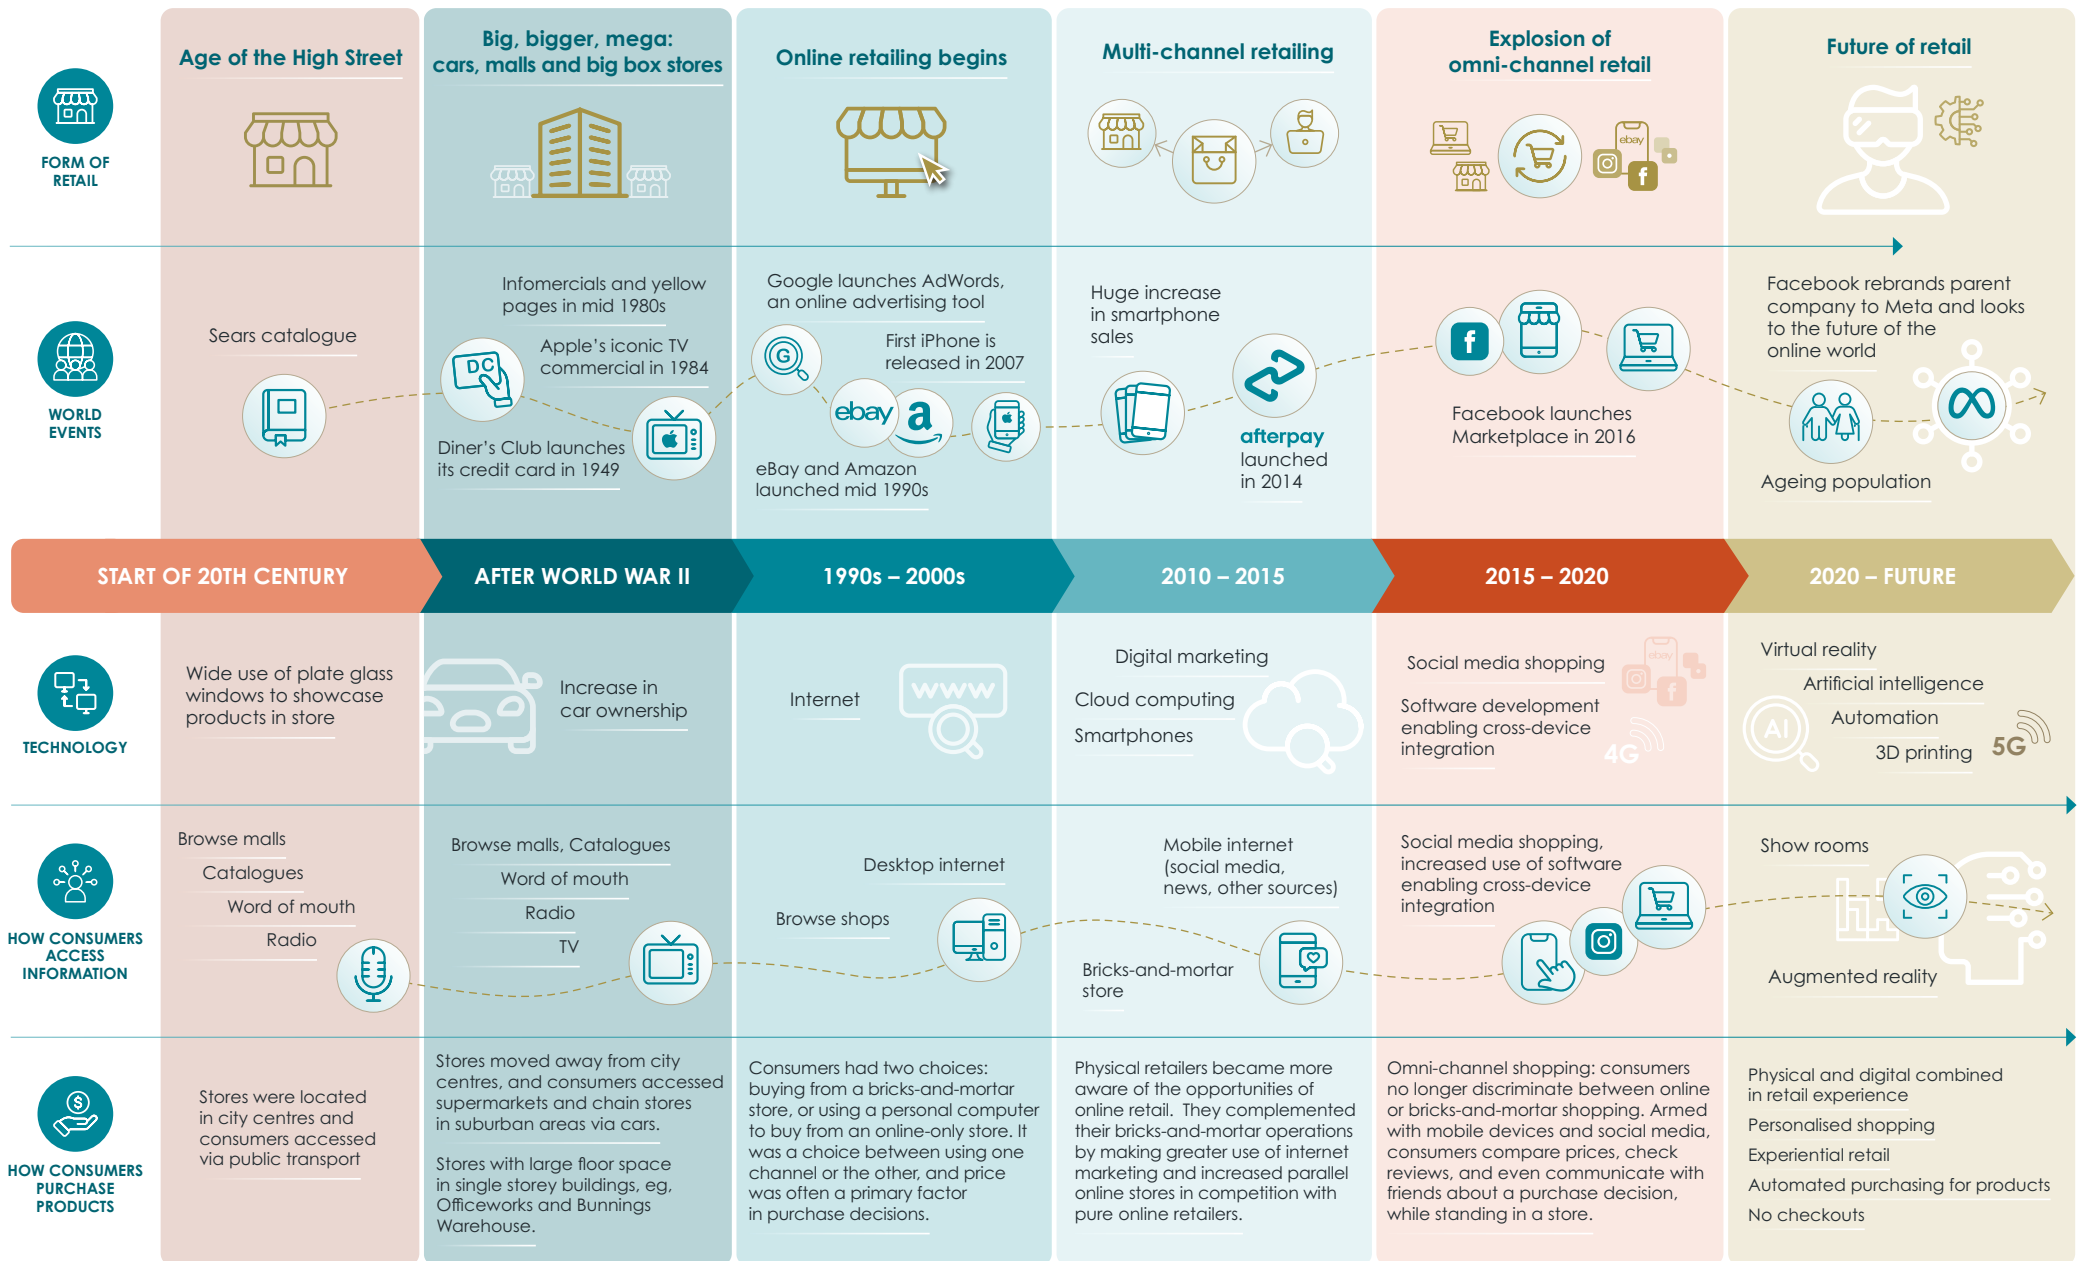 Age of the High Street
Big, bigger, mega:
cars, malls and big box stores
Online retailing begins
Multi-channel retailing
Explosion of
omni-channel retail
Future of retail
FORM OF
RETAIL
ebay
f
WORLD
EVENTS
Sears catalogue
Infomercials and yellow
pages in mid 1980s
DC
Apple's iconic TV
commercial in 1984
Diner's Club launches
its credit card in 1949
Google launches AdWords,
an online advertising tool
G
First iPhone is
released in 2007
ebay
a
eBay and Amazon
launched mid 1990s
Huge increase
in smartphone
sales
afterpay
launched
in 2014
f
Facebook launches
Marketplace in 2016
Facebook rebrands parent
company to Meta and looks
to the future of the
online world
Ageing population
START OF 20TH CENTURY
AFTER WORLD WAR II
1990s – 2000s
2010 – 2015
2015 – 2020
2020 – FUTURE
TECHNOLOGY
Wide use of plate glass
windows to showcase
products in store
Increase in
car ownership
Internet
www
Digital marketing
Cloud computing
Smartphones
Social media shopping
Software development
enabling cross-device
integration
ebay
f
4G
Virtual reality
Artificial intelligence
Automation
3D printing
AI
5G
HOW CONSUMERS
ACCESS
INFORMATION
Browse malls
Catalogues
Word of mouth
Radio
Browse malls, Catalogues
Word of mouth
Radio
TV
Desktop internet
Browse shops
Mobile internet
(social media,
news, other sources)
Bricks-and-mortar
store
Social media shopping,
increased use of software
enabling cross-device
integration
Show rooms
Augmented reality
HOW CONSUMERS
PURCHASE
PRODUCTS
Stores were located
in city centres and
consumers accessed
via public transport
Stores moved away from city
centres, and consumers accessed
supermarkets and chain stores
in suburban areas via cars.
Stores with large floor space
in single storey buildings, eg,
Officeworks and Bunnings
Warehouse.
Consumers had two choices:
buying from a bricks-and-mortar
store, or using a personal computer
to buy from an online-only store. It
was a choice between using one
channel or the other, and price
was often a primary factor
in purchase decisions.
Physical retailers became more
aware of the opportunities of
online retail. They complemented
their bricks-and-mortar operations
by making greater use of internet
marketing and increased parallel
online stores in competition with
pure online retailers.
Omni-channel shopping: consumers
no longer discriminate between online
or bricks-and-mortar shopping. Armed
with mobile devices and social media,
consumers compare prices, check
reviews, and even communicate with
friends about a purchase decision,
while standing in a store.
Physical and digital combined
in retail experience
Personalised shopping
Experiential retail
Automated purchasing for products
No checkouts